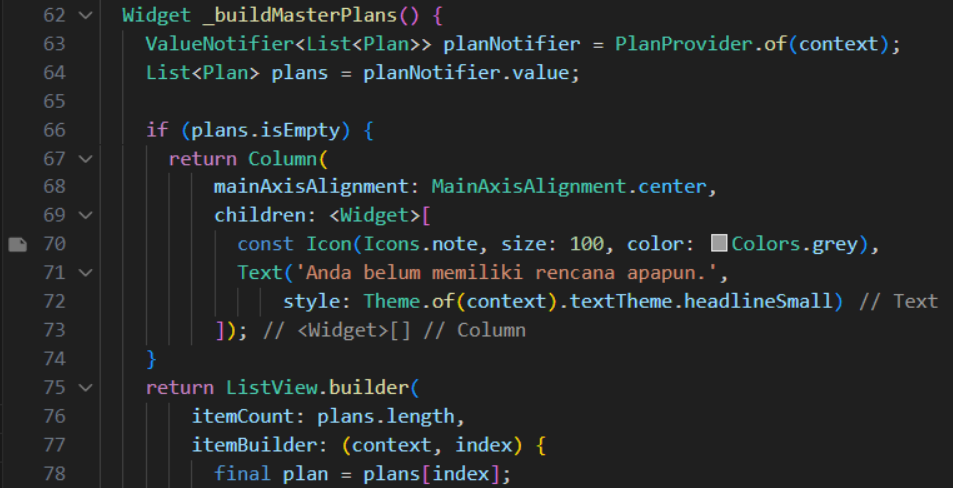 62 Widget _buildMasterPlans() {
63 ValueNotifier<List<Plan>> planNotifier = PlanProvider.of(context);
64 List<Plan> plans = planNotifier.value;
65
66 if (plans.isEmpty) {
67 return Column(
68 mainAxisAlignment: MainAxisAlignment.center,
69 children: <Widget>[
70 const Icon(Icons.note, size: 100, color: Colors.grey),
71 Text('Anda belum memiliki rencana apapun.',
72 style: Theme.of(context).textTheme.headlineSmall) // Text
73 ]); // <Widget>[] // Column
74 }
75 return ListView.builder(
76 itemCount: plans.length,
77 itemBuilder: (context, index) {
78 final plan = plans[index];